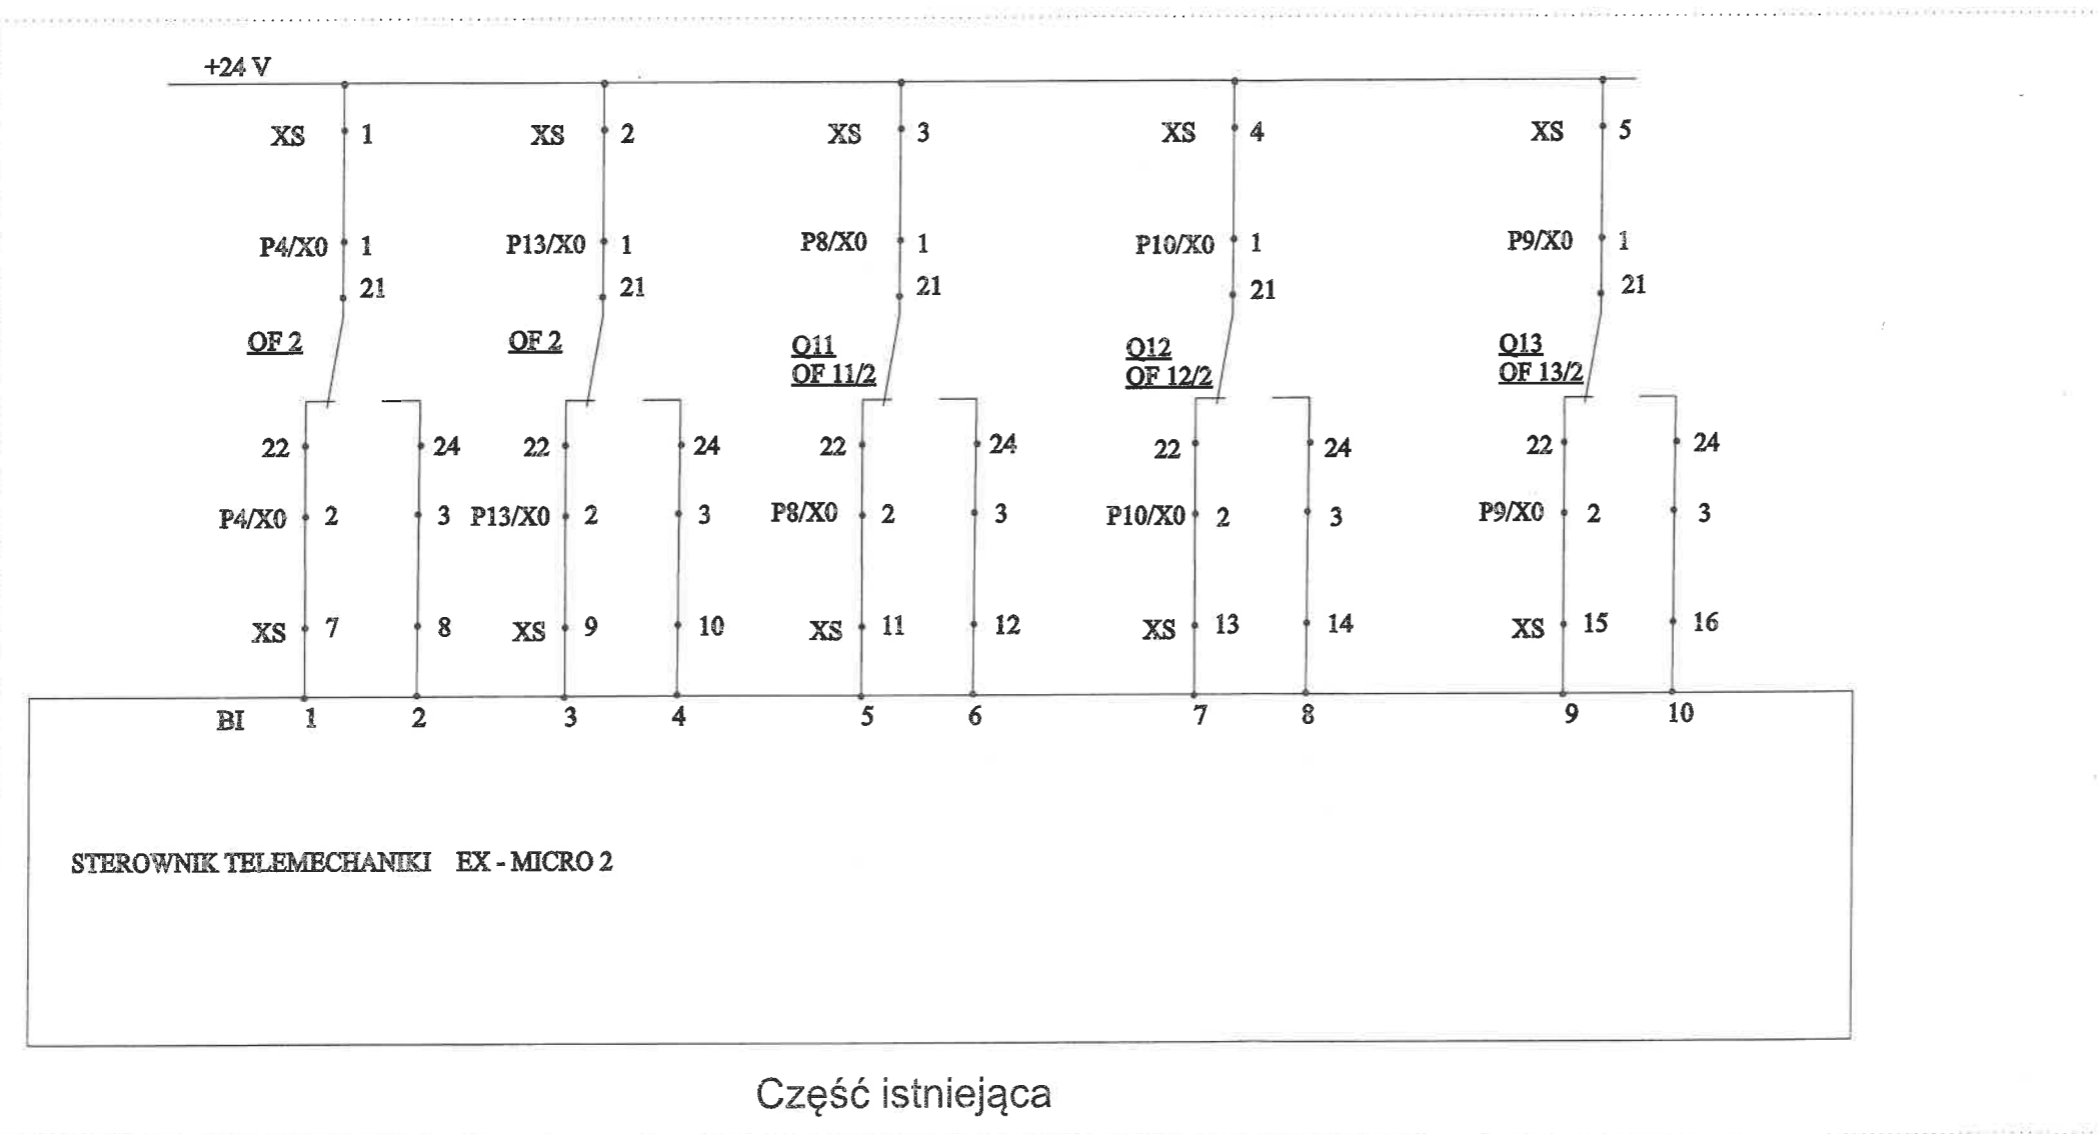 +24 V
XS 1 XS 2 XS 3 XS 4 XS 5
P4/X0 1 P13/X0 1 P8/X0 1 P10/X0 1 P9/X0 1
21 21 21 21 21
OF 2 OF 2 Q11 Q12 Q13
OF 11/2 OF 12/2 OF 13/2
22 24 22 24 22 24 22 24 22 24
P4/X0 2 3 P13/X0 2 3 P8/X0 2 3 P10/X0 2 3 P9/X0 2 3
XS 7 8 XS 9 10 XS 11 12 XS 13 14 XS 15 16
BI 1 2 3 4 5 6 7 8 9 10
STEROWNIK TELEMECHANIKI EX - MICRO 2
Część istniejąca